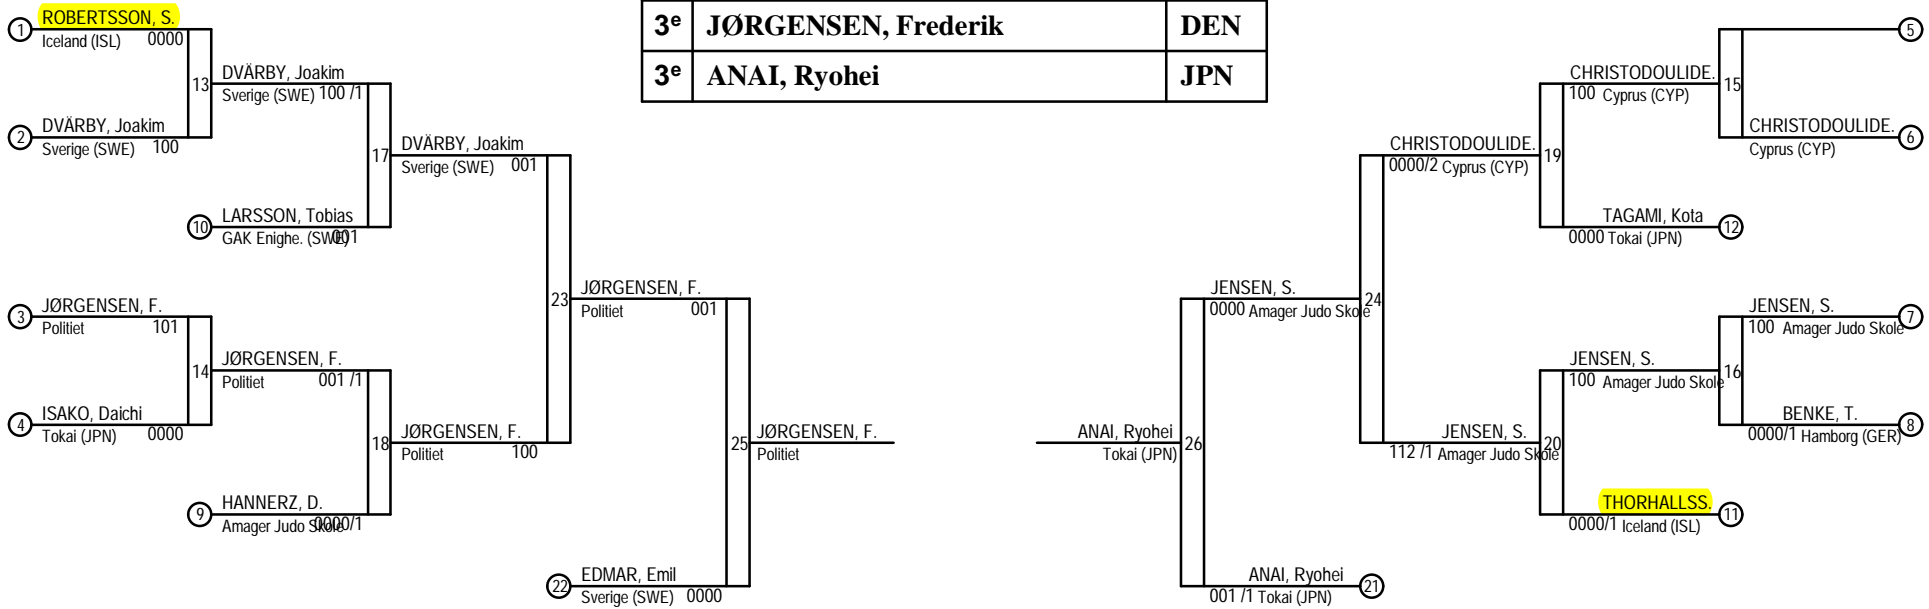 3e JØRGENSEN, Frederik DEN
3e ANAI, Ryohei JPN
1 ROBERTSSON, S.
Iceland (ISL) 0000
13
2 DVÄRBY, Joakim
Sverige (SWE) 100
DVÄRBY, Joakim
Sverige (SWE) 100 /1
17
10 LARSSON, Tobias
GAK Enighe. (SWE) 001
DVÄRBY, Joakim
Sverige (SWE) 001
3 JØRGENSEN, F.
Politiet 101
14
4 ISAKO, Daichi
Tokai (JPN) 0000
JØRGENSEN, F.
Politiet 001 /1
18
9 HANNERZ, D.
Amager Judo Skole 0000/1
JØRGENSEN, F.
Politiet 100
23
JØRGENSEN, F.
Politiet 001
25
22 EDMAR, Emil
Sverige (SWE) 0000
JØRGENSEN, F.
Politiet
ANAI, Ryohei
Tokai (JPN)
26
JENSEN, S.
0000 Amager Judo Skole
ANAI, Ryohei 21
001 /1 Tokai (JPN)
24
CHRISTODOULIDE.
0000/2 Cyprus (CYP)
JENSEN, S.
112 /1 Amager Judo Skole
19
CHRISTODOULIDE.
100 Cyprus (CYP)
TAGAMI, Kota 12
0000 Tokai (JPN)
15
5
CHRISTODOULIDE. 6
Cyprus (CYP)
20
JENSEN, S.
100 Amager Judo Skole
THORHALLSS. 11
0000/1 Iceland (ISL)
16
JENSEN, S. 7
100 Amager Judo Skole
BENKE, T. 8
0000/1 Hamborg (GER)